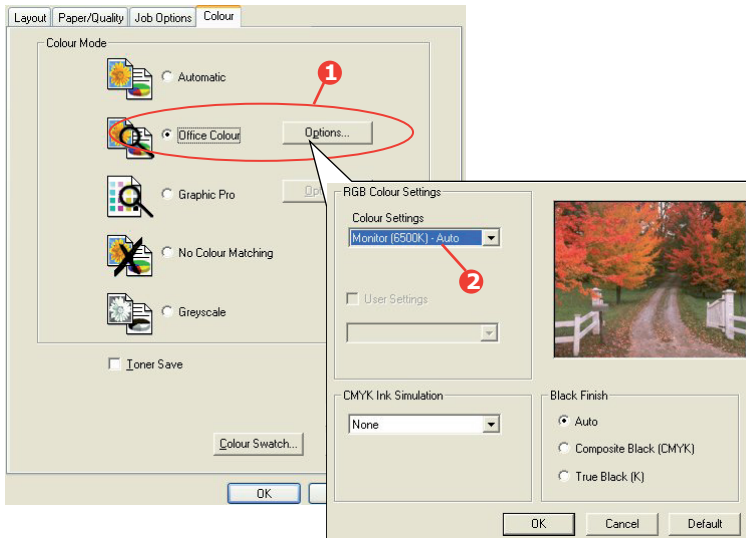 Layout Paper/Quality Job Options Colour
Colour Mode
Automatic
1
Office Colour
Options...
Graphic Pro
Op
No Colour Matching
Greyscale
Toner Save
Colour Swatch...
OK
RGB Colour Settings
Colour Settings
Monitor (6500K) - Auto
2
User Settings
CMYK Ink Simulation
None
Black Finish
Auto
Composite Black (CMYK)
True Black (K)
OK Cancel Default